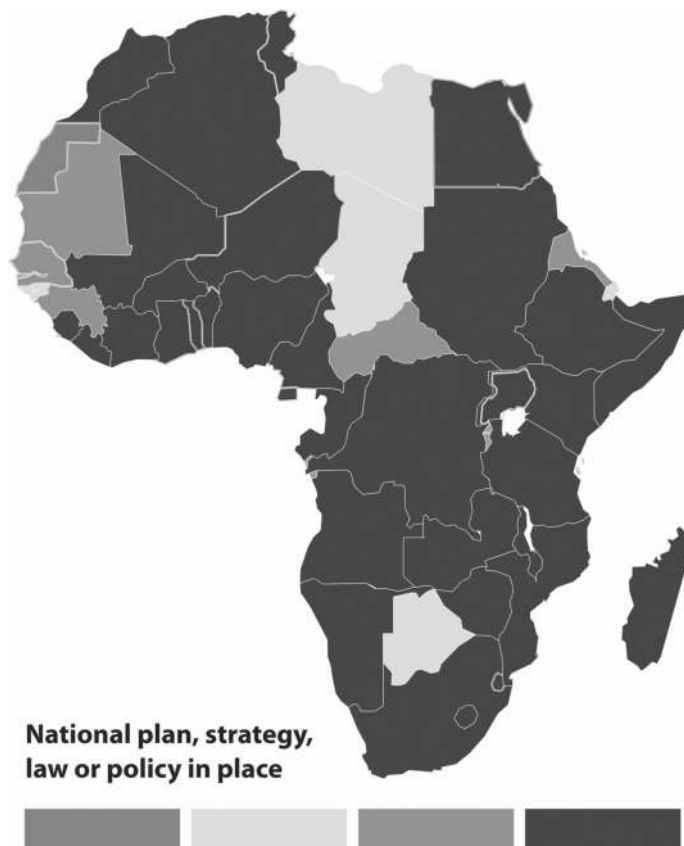 National plan, strategy,
law or policy in place